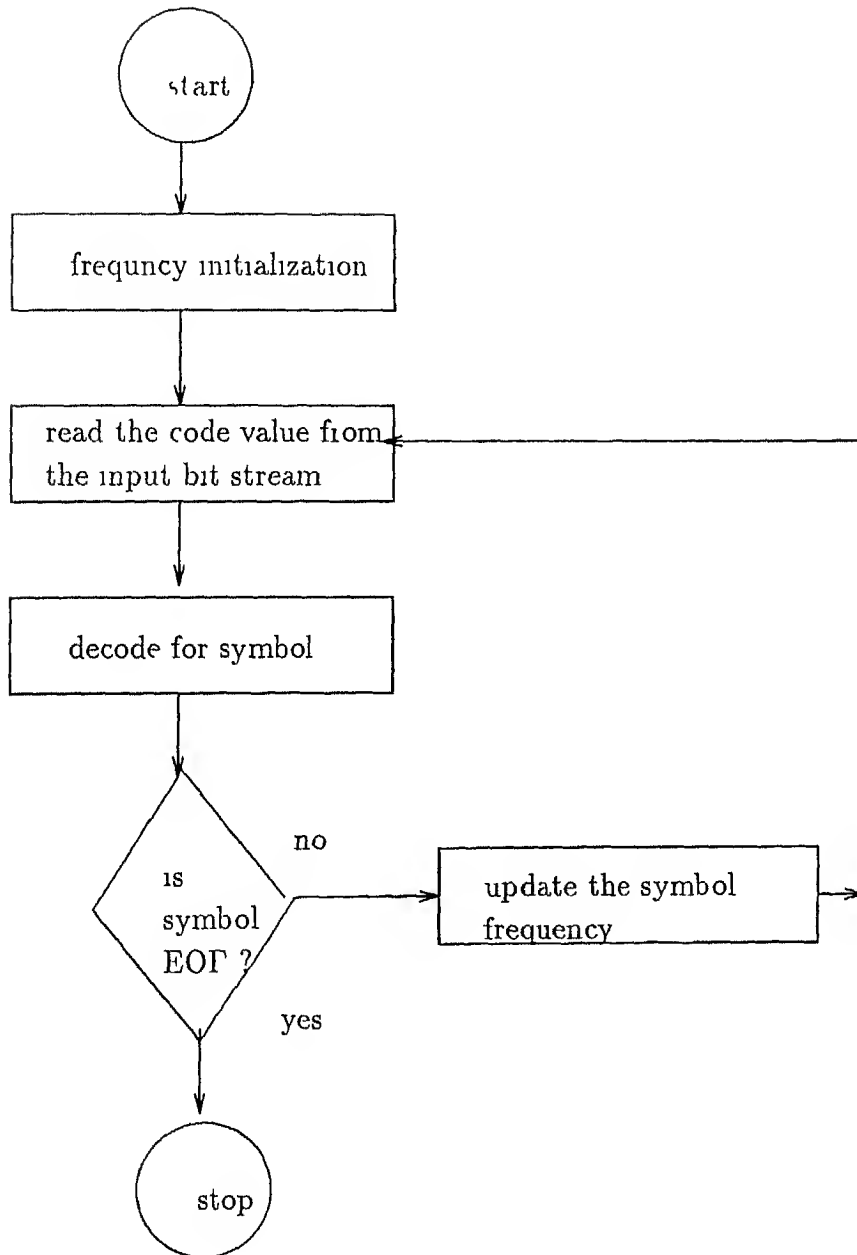 start
frequncy initialization
read the code value from
the input bit stream
decode for symbol
no
is
symbol
EOF ?
update the symbol
frequency
yes
stop